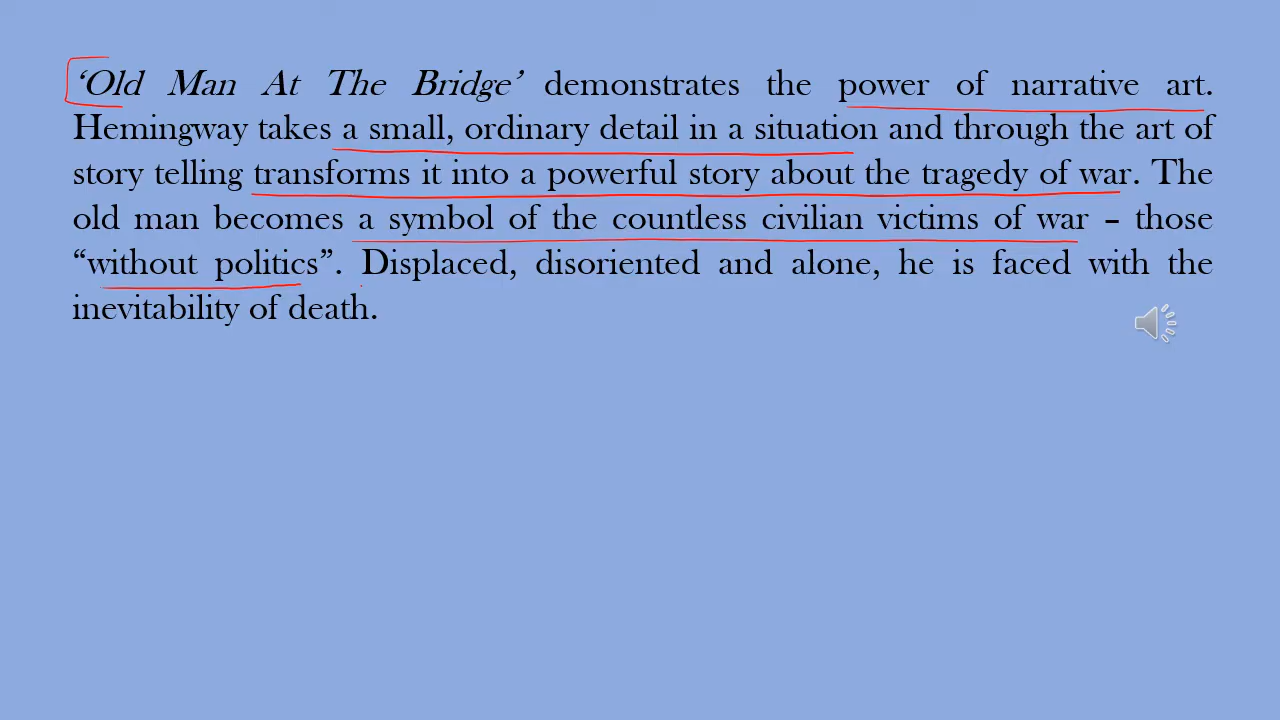 ‘Old Man At The Bridge’ demonstrates the power of narrative art.
Hemingway takes a small, ordinary detail in a situation and through the art of
story telling transforms it into a powerful story about the tragedy of war. The
old man becomes a symbol of the countless civilian victims of war – those
“without politics”. Displaced, disoriented and alone, he is faced with the
inevitability of death.